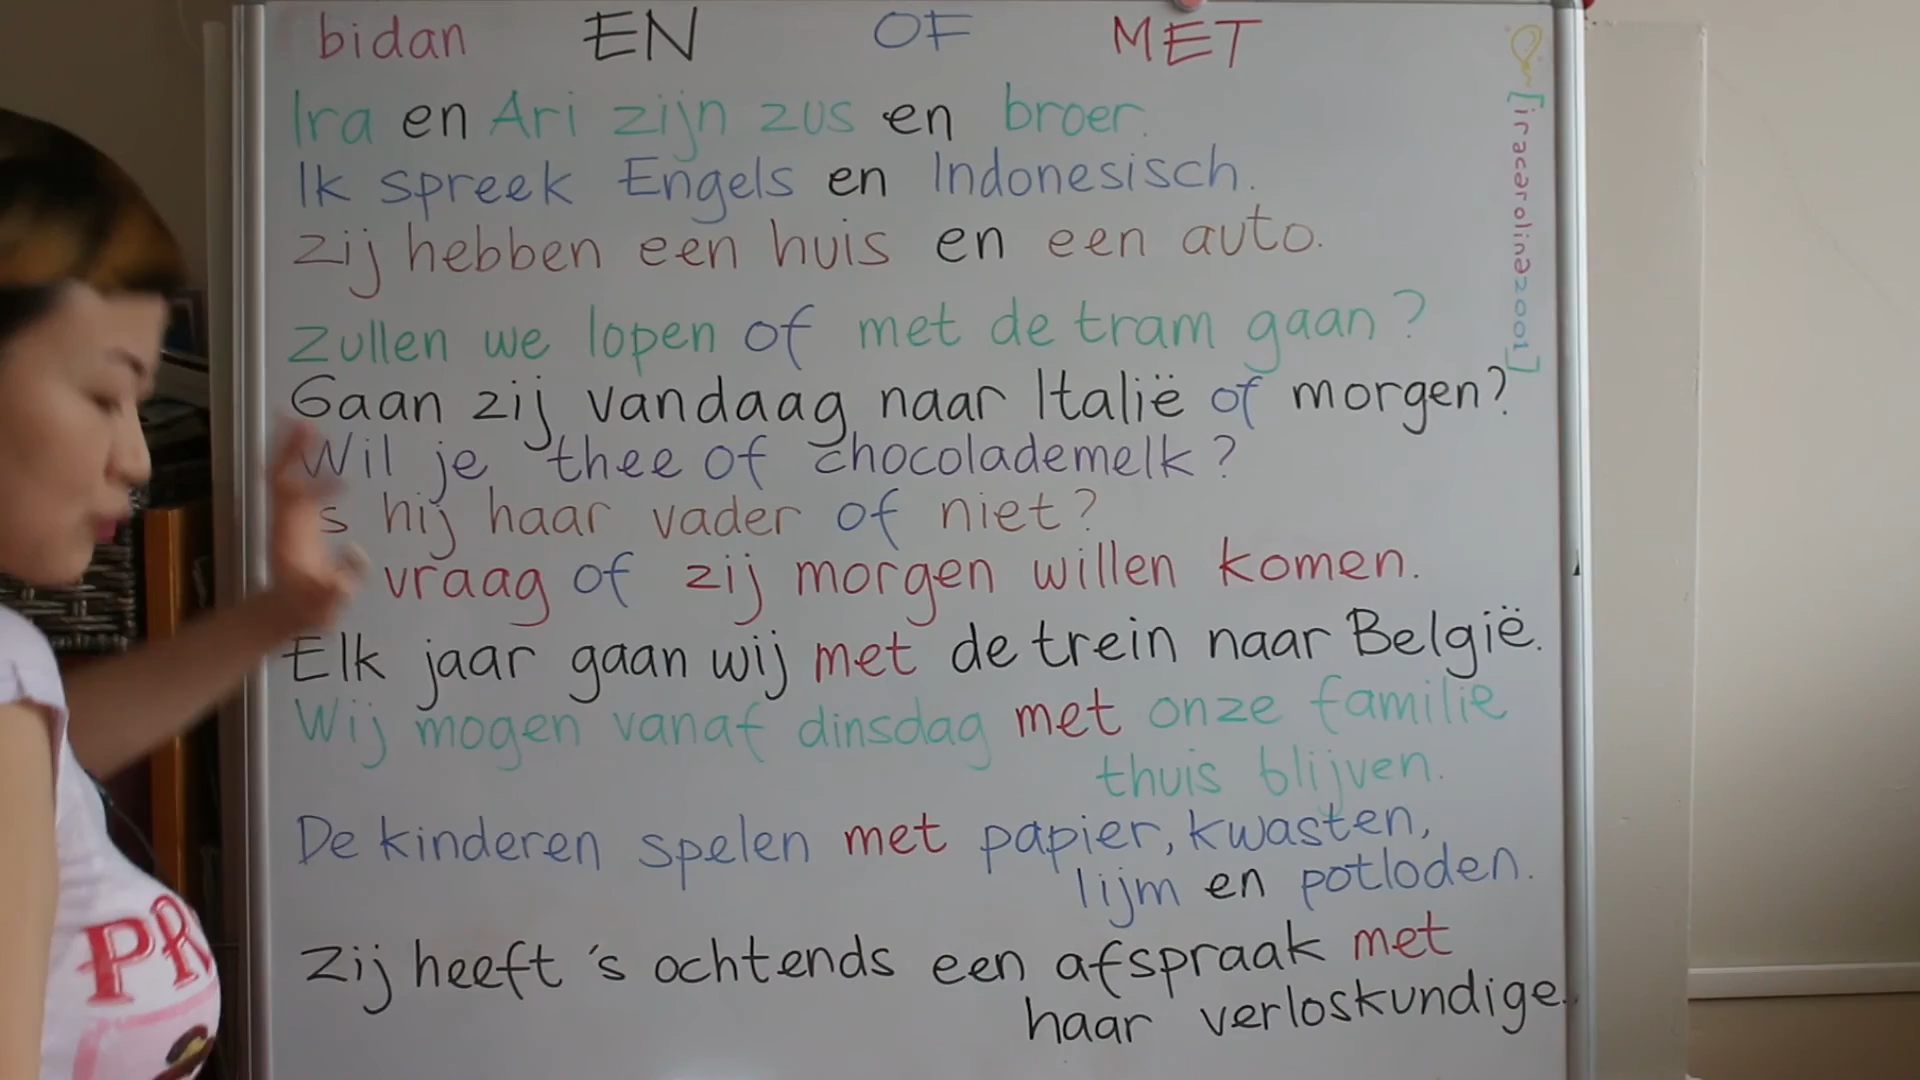 bidan EN OF MET
Ira en Ari zijn zus en broer.
Ik spreek Engels en Indonesisch.
Zij hebben een huis en een auto.
Zullen we lopen of met de tram gaan?
Gaan zij vandaag naar Italië of morgen?
Wil je thee of chocolademelk?
s hij haar vader of niet?
vraag of zij morgen willen komen.
Elk jaar gaan wij met de trein naar België.
Wij mogen vanaf dinsdag met onze familie
thuis blijven.
De kinderen spelen met papier, kwasten,
lijm en potloden.
Zij heeft 's ochtends een afspraak met
haar verloskundige.
[iracarolina2001]
PR